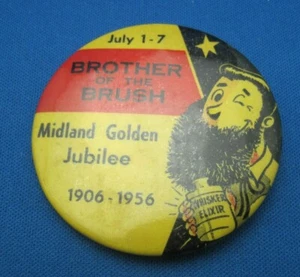 July 1-7
BROTHER
OF THE
BRUSH
Midland Golden
Jubilee
1906-1956
WHISKER
ELIXIR